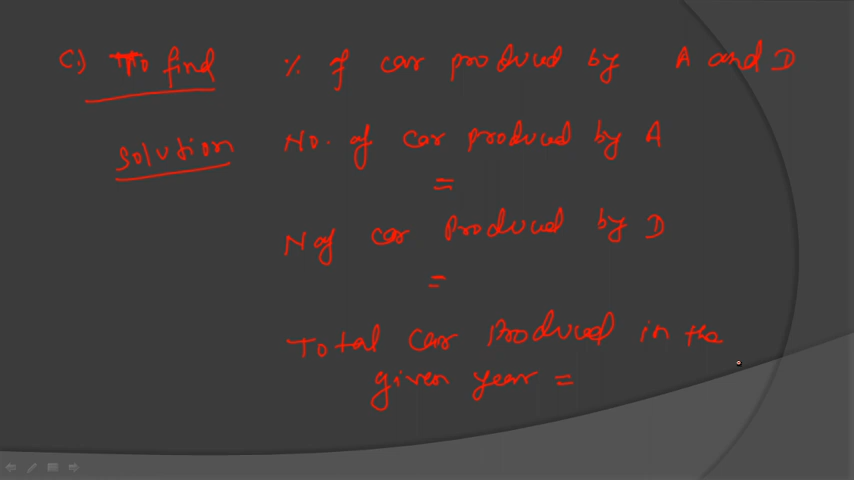 C.) To find % of car produced by A and D
Solution No. of car produced by A
=
N of car produced by D
=
Total car produced in the
given year =